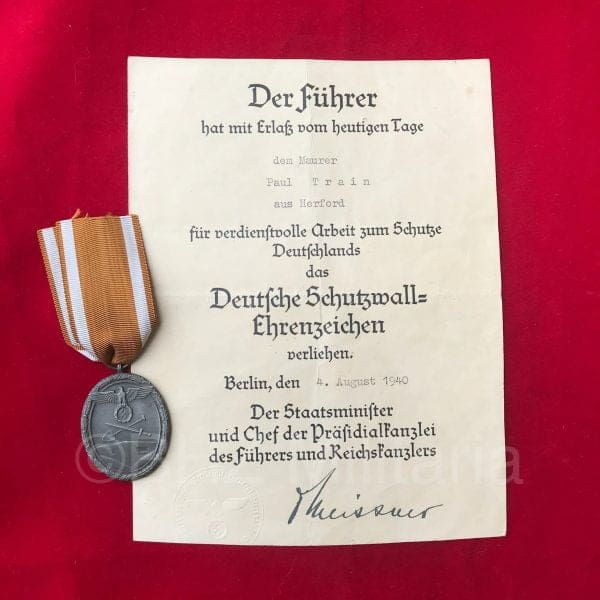 Der Führer
hat mit Erlaß vom heutigen Tage
dem Maurer
Paul T r a i n
aus Herford
für verdienstvolle Arbeit zum Schutze
Deutschlands
das
Deutsche Schutzwall=
Ehrenzeichen
verliehen.
Berlin, den 4. August 1940
Der Staatsminister
und Chef der Präsidialkanzlei
des Führers und Reichskanzlers
Meissner